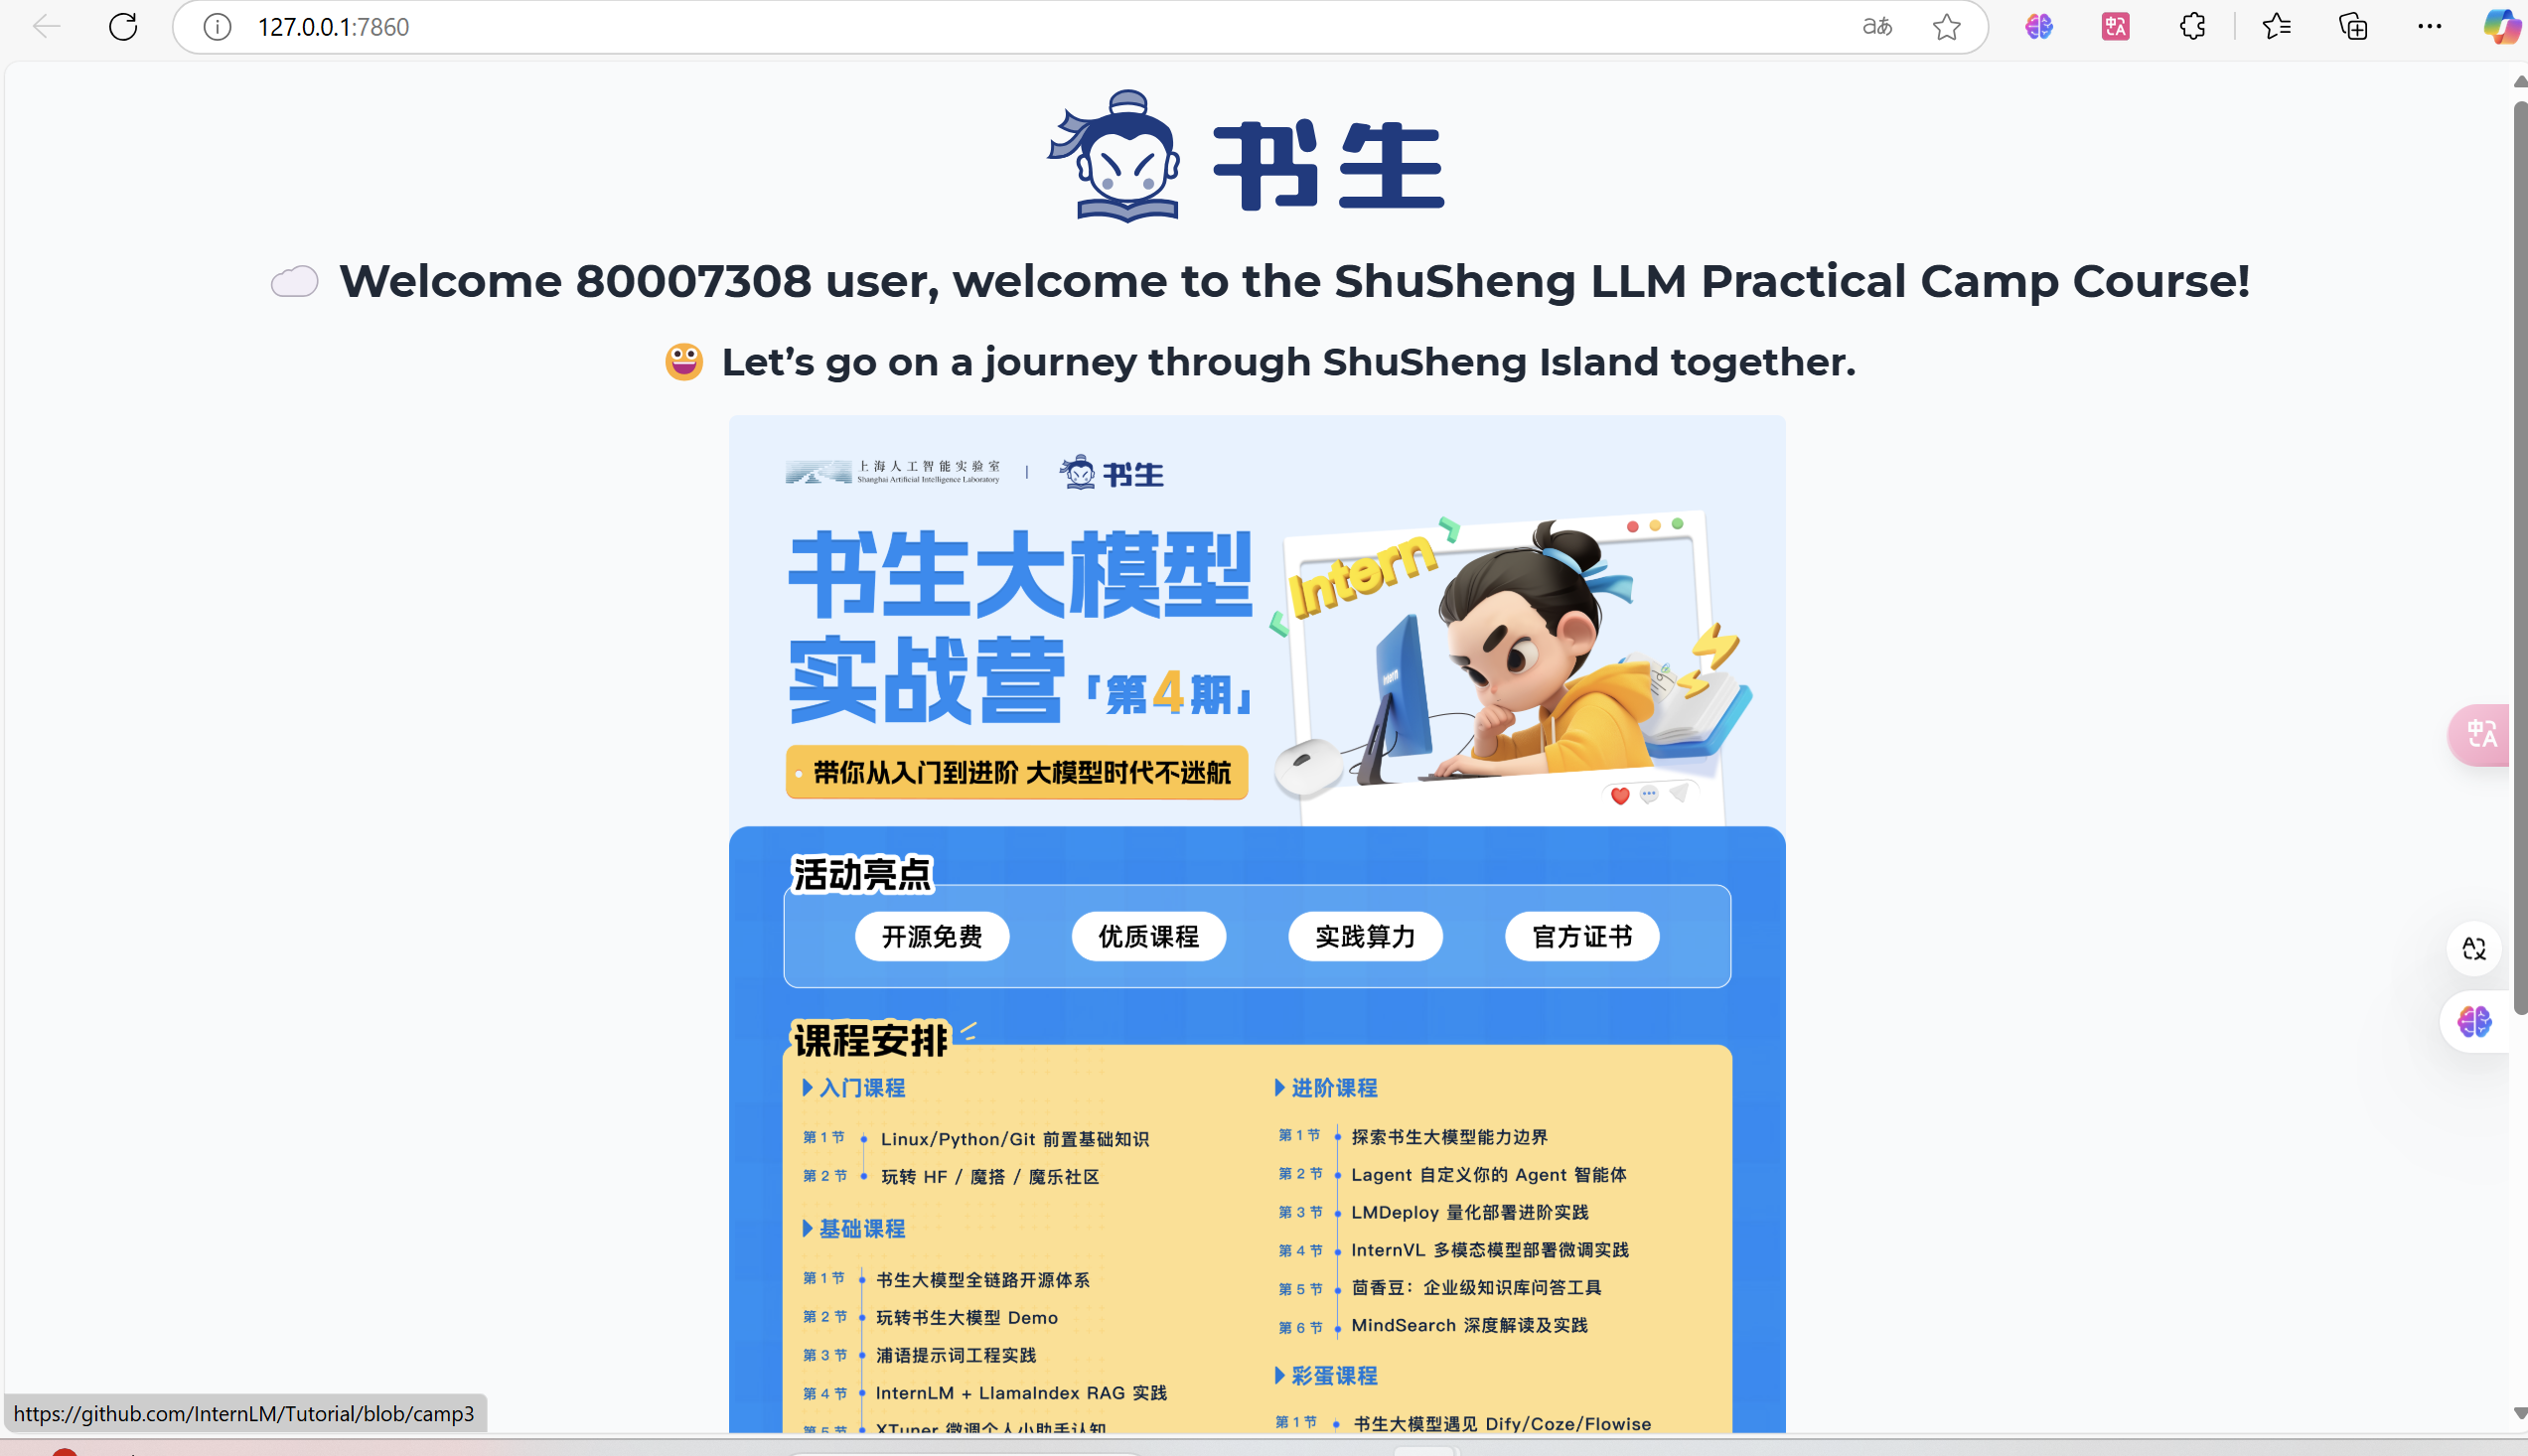 127.0.0.1:7860
书生
Welcome 80007308 user, welcome to the ShuSheng LLM Practical Camp Course!
Let’s go on a journey through ShuSheng Island together.
上海人工智能实验室
Shanghai Artificial Intelligence Laboratory
书生
书生大模型
实战营「第4期」
带你从入门到进阶 大模型时代不迷航
Intern
活动亮点
开源免费
优质课程
实践算力
官方证书
课程安排
入门课程
第1节 Linux/Python/Git 前置基础知识
第2节 玩转 HF / 魔搭 / 魔乐社区
基础课程
第1节 书生大模型全链路开源体系
第2节 玩转书生大模型 Demo
第3节 浦语提示词工程实践
第4节 InternLM + LlamaIndex RAG 实践
第5节 XTuner 微调个人小助手认知
进阶课程
第1节 探索书生大模型能力边界
第2节 Lagent 自定义你的 Agent 智能体
第3节 LMDeploy 量化部署进阶实践
第4节 InternVL 多模态模型部署微调实践
第5节 茴香豆：企业级知识库问答工具
第6节 MindSearch 深度解读及实践
彩蛋课程
第1节 书生大模型遇见 Dify/Coze/Flowise
https://github.com/InternLM/Tutorial/blob/camp3